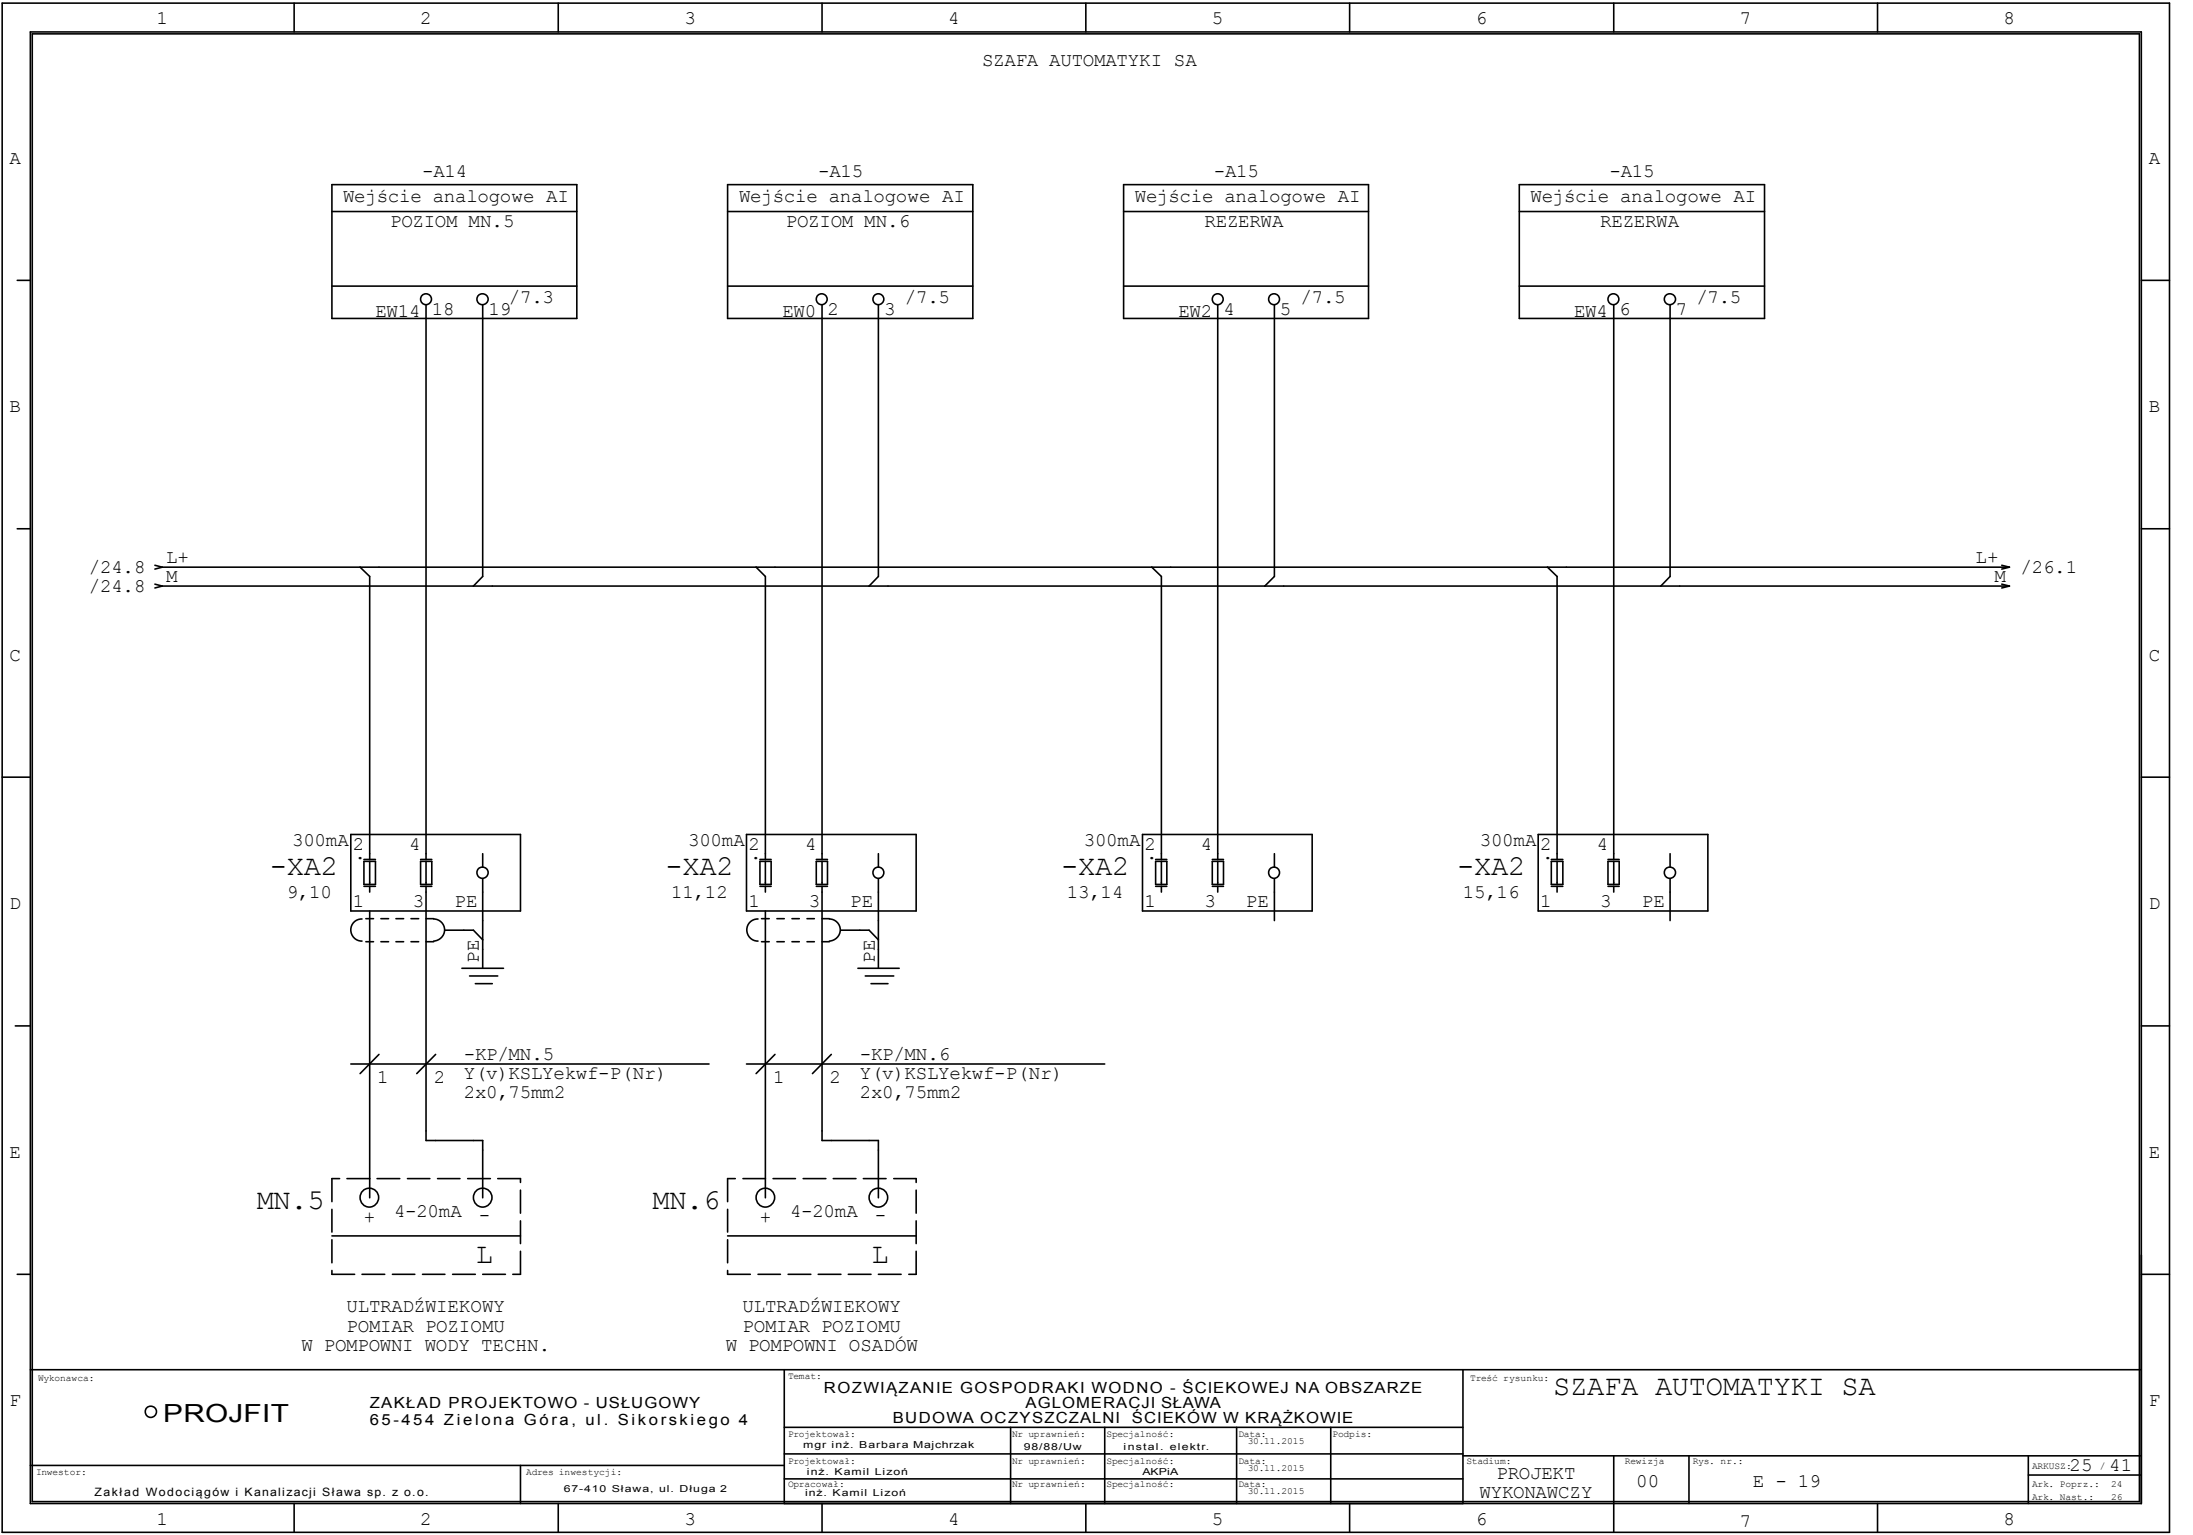 1 2 3 4 5 6 7 8
SZAFA AUTOMATYKI SA
A A
-A14 -A15 -A15 -A15
Wejście analogowe AI Wejście analogowe AI Wejście analogowe AI Wejście analogowe AI
POZIOM MN.5 POZIOM MN.6 REZERWA REZERWA
/7.3 /7.5 /7.5 /7.5
EW14 18 19 EW0 2 3 EW2 4 5 EW4 6 7
B B
L+ L+
/24.8 /26.1
M M
/24.8
C C
300mA 2 4 300mA 2 4 300mA 2 4 300mA 2 4
-XA2 -XA2 -XA2 -XA2
9,10 11,12 13,14 15,16
1 3 PE 1 3 PE 1 3 PE 1 3 PE
D D
PE PE
-KP/MN.5 -KP/MN.6
1 2 Y(v)KSLYekwf-P(Nr) 1 2 Y(v)KSLYekwf-P(Nr)
2x0,75mm2 2x0,75mm2
E E
MN.5 MN.6
+ 4-20mA - + 4-20mA -
L L
ULTRADŹWIEKOWY ULTRADŹWIEKOWY
POMIAR POZIOMU POMIAR POZIOMU
W POMPOWNI WODY TECHN. W POMPOWNI OSADÓW
F F
Wykonawca:
PROJFIT
ZAKŁAD PROJEKTOWO - USŁUGOWY
65-454 Zielona Góra, ul. Sikorskiego 4
Inwestor:
Zakład Wodociągów i Kanalizacji Sława sp. z o.o.
Adres inwestycji:
67-410 Sława, ul. Długa 2
Temat:
ROZWIĄZANIE GOSPODRAKI WODNO - ŚCIEKOWEJ NA OBSZARZE
AGLOMERACJI SŁAWA
BUDOWA OCZYSZCZALNI ŚCIEKÓW W KRĄŻKOWIE
Projektował: Nr uprawnień: Specjalność: Data: Podpis:
mgr inż. Barbara Majchrzak 98/88/Uw instal. elektr. 30.11.2015
Projektował: Nr uprawnień: Specjalność: Data:
inż. Kamil Lizoń AKPiA 30.11.2015
Opracował: Nr uprawnień: Specjalność: Data:
inż. Kamil Lizoń 30.11.2015
Treść rysunku: SZAFA AUTOMATYKI SA
Stadium:
PROJEKT
WYKONAWCZY
Rewizja
00
Rys. nr.:
E - 19
ARKUSZ: 25 / 41
Ark. Poprz.: 24
Ark. Nast.: 26
1 2 3 4 5 6 7 8